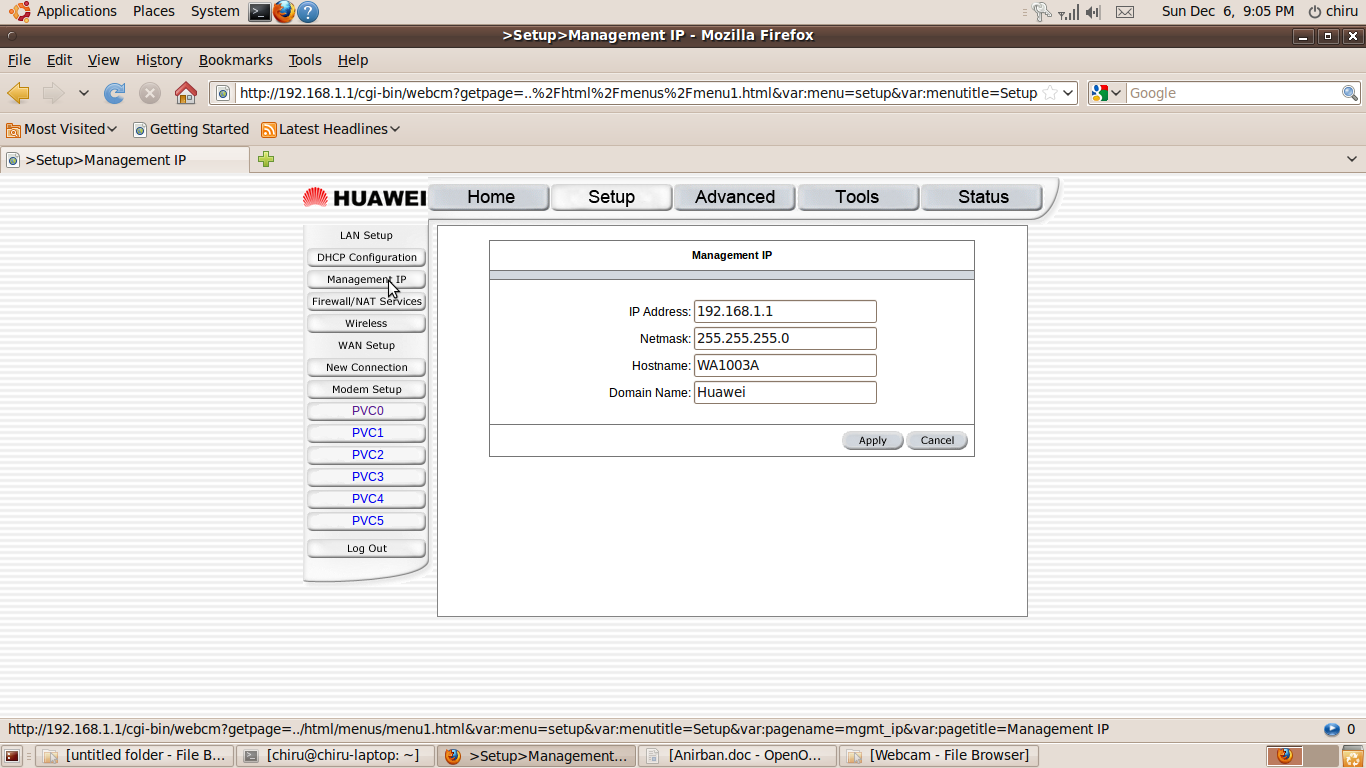 Applications Places System Sun Dec 6, 9:05 PM chiru
>Setup>Management IP - Mozilla Firefox
File Edit View History Bookmarks Tools Help
http://192.168.1.1/cgi-bin/webcm?getpage=..%2Fhtml%2Fmenus%2Fmenu1.html&var:menu=setup&var:menutitle=Setup Google
Most Visited Getting Started Latest Headlines
>Setup>Management IP
HUAWEI Home Setup Advanced Tools Status
LAN Setup
DHCP Configuration
Management IP
Firewall/NAT Services
Wireless
WAN Setup
New Connection
Modem Setup
PVC0
PVC1
PVC2
PVC3
PVC4
PVC5
Log Out
Management IP
IP Address: 192.168.1.1
Netmask: 255.255.255.0
Hostname: WA1003A
Domain Name: Huawei
Apply Cancel
http://192.168.1.1/cgi-bin/webcm?getpage=../html/menus/menu1.html&var:menu=setup&var:menutitle=Setup&var:pagename=mgmt_ip&var:pagetitle=Management IP 0
[untitled folder - File B... [chiru@chiru-laptop: ~] >Setup>Management... [Anirban.doc - OpenO... [Webcam - File Browser]